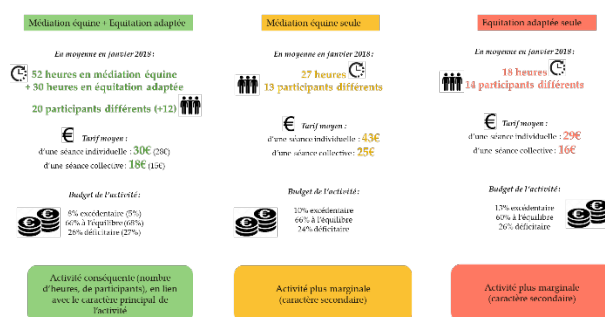 Médiation équine + Equitation adaptée
En moyenne en janvier 2018 :
52 heures en médiation équine
+ 30 heures en équitation adaptée
20 participants différents (+12)
€ Tarif moyen :
d'une séance individuelle : 30€ (28€)
d'une séance collective : 18€ (15€)
Budget de l'activité :
8% excédentaire (5%)
66% à l'équilibre (68%)
26% déficitaire (27%)
Activité conséquente (nombre
d'heures, de participants), en lien
avec le caractère principal de
l'activité
Médiation équine seule
En moyenne en janvier 2018 :
27 heures
13 participants différents
€ Tarif moyen :
d'une séance individuelle : 43€
d'une séance collective : 25€
Budget de l'activité :
10% excédentaire
66% à l'équilibre
24% déficitaire
Activité plus marginale
(caractère secondaire)
Equitation adaptée seule
En moyenne en janvier 2018 :
18 heures
14 participants différents
€ Tarif moyen :
d'une séance individuelle : 29€
d'une séance collective : 16€
Budget de l'activité :
13% excédentaire
60% à l'équilibre
26% déficitaire
Activité plus marginale
(caractère secondaire)